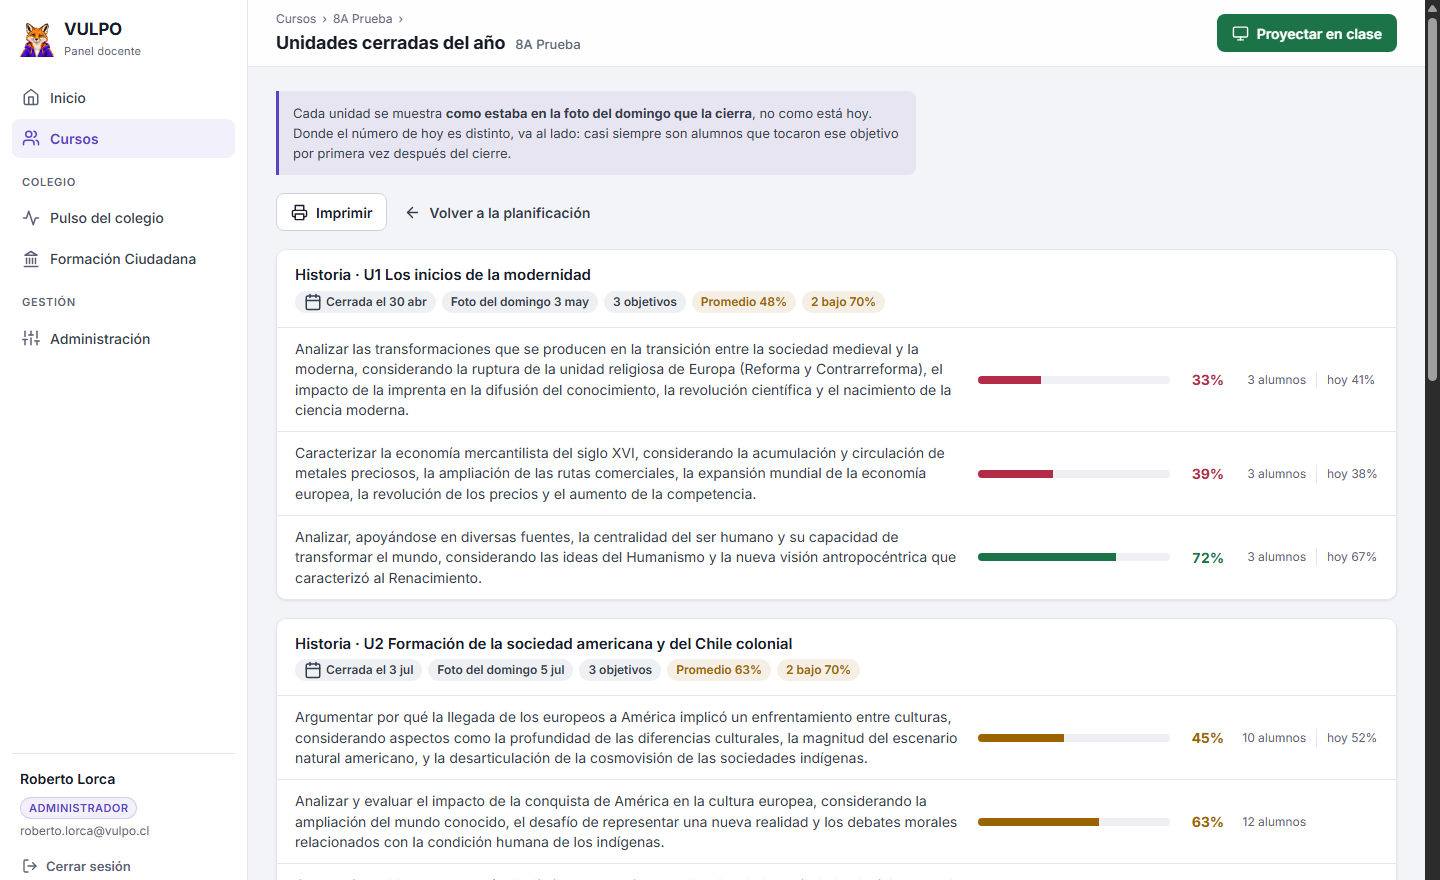 VULPO
Panel docente
Inicio
Cursos
COLEGIO
Pulso del colegio
Formación Ciudadana
GESTIÓN
Administración
Roberto Lorca
ADMINISTRADOR
roberto.lorca@vulpo.cl
Cerrar sesión
Cursos › 8A Prueba ›
Unidades cerradas del año 8A Prueba
Proyectar en clase
Cada unidad se muestra como estaba en la foto del domingo que la cierra, no como está hoy.
Donde el número de hoy es distinto, va al lado: casi siempre son alumnos que tocaron ese objetivo
por primera vez después del cierre.
Imprimir
Volver a la planificación
Historia · U1 Los inicios de la modernidad
Cerrada el 30 abr Foto del domingo 3 may 3 objetivos Promedio 48% 2 bajo 70%
Analizar las transformaciones que se producen en la transición entre la sociedad medieval y la
moderna, considerando la ruptura de la unidad religiosa de Europa (Reforma y Contrarreforma), el
impacto de la imprenta en la difusión del conocimiento, la revolución científica y el nacimiento de la
ciencia moderna.
33% 3 alumnos hoy 41%
Caracterizar la economía mercantilista del siglo XVI, considerando la acumulación y circulación de
metales preciosos, la ampliación de las rutas comerciales, la expansión mundial de la economía
europea, la revolución de los precios y el aumento de la competencia.
39% 3 alumnos hoy 38%
Analizar, apoyándose en diversas fuentes, la centralidad del ser humano y su capacidad de
transformar el mundo, considerando las ideas del Humanismo y la nueva visión antropocéntrica que
caracterizó al Renacimiento.
72% 3 alumnos hoy 67%
Historia · U2 Formación de la sociedad americana y del Chile colonial
Cerrada el 3 jul Foto del domingo 5 jul 3 objetivos Promedio 63% 2 bajo 70%
Argumentar por qué la llegada de los europeos a América implicó un enfrentamiento entre culturas,
considerando aspectos como la profundidad de las diferencias culturales, la magnitud del escenario
natural americano, y la desarticulación de la cosmovisión de las sociedades indígenas.
45% 10 alumnos hoy 52%
Analizar y evaluar el impacto de la conquista de América en la cultura europea, considerando la
ampliación del mundo conocido, el desafío de representar una nueva realidad y los debates morales
relacionados con la condición humana de los indígenas.
63% 12 alumnos